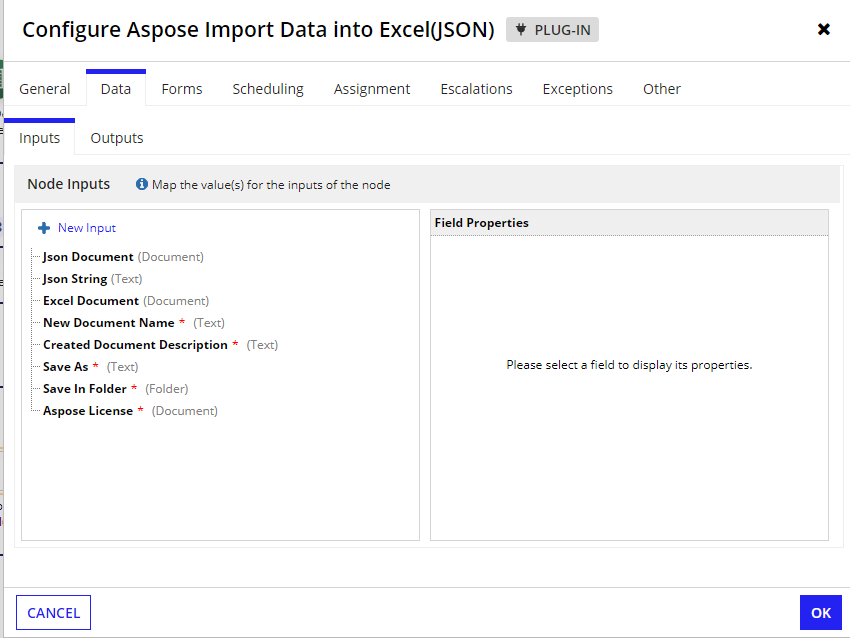 Configure Aspose Import Data into Excel(JSON) PLUG-IN
General Data Forms Scheduling Assignment Escalations Exceptions Other
Inputs Outputs
Node Inputs Map the value(s) for the inputs of the node
New Input
Json Document (Document)
Json String (Text)
Excel Document (Document)
New Document Name * (Text)
Created Document Description * (Text)
Save As * (Text)
Save In Folder * (Folder)
Aspose License * (Document)
Field Properties
Please select a field to display its properties.
CANCEL OK